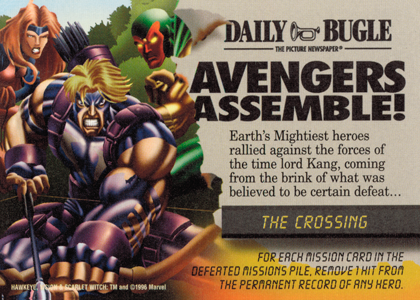 DAILY BUGLE
THE PICTURE NEWSPAPER®
AVENGERS
ASSEMBLE!
Earth's Mightiest heroes
rallied against the forces of
the time lord Kang, coming
from the brink of what was
believed to be certain defeat...
THE CROSSING
FOR EACH MISSION CARD IN THE
DEFEATED MISSIONS PILE, REMOVE 1 HIT FROM
THE PERMANENT RECORD OF ANY HERO.
HAWKEYE, VISION & SCARLET WITCH: TM and ©1996 Marvel